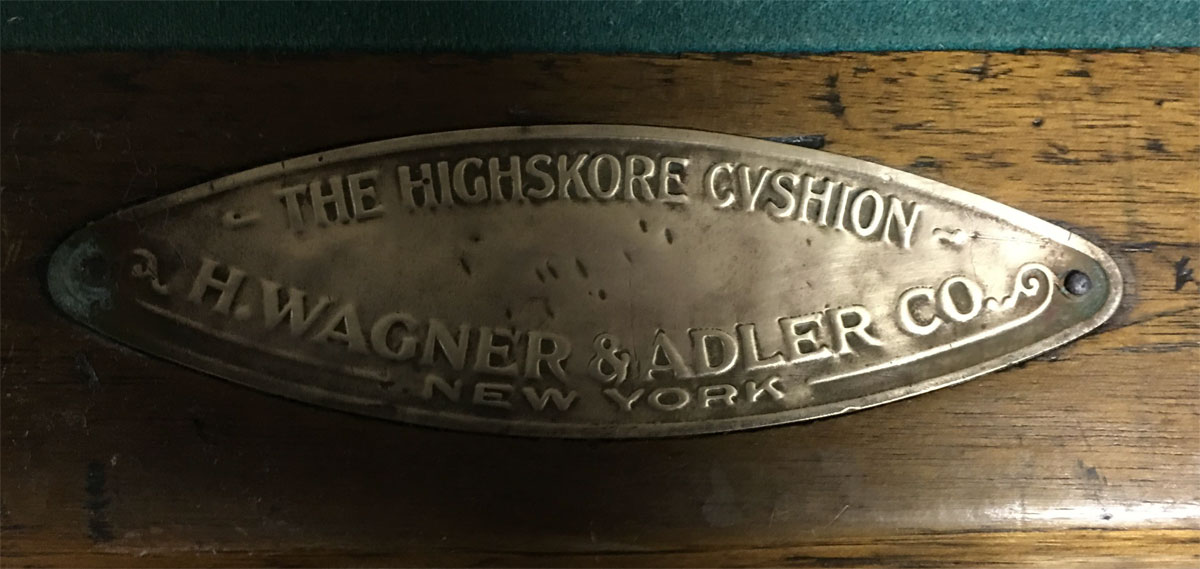 THE HIGHSKORE CVSHION
H. WAGNER & ADLER CO.
NEW YORK